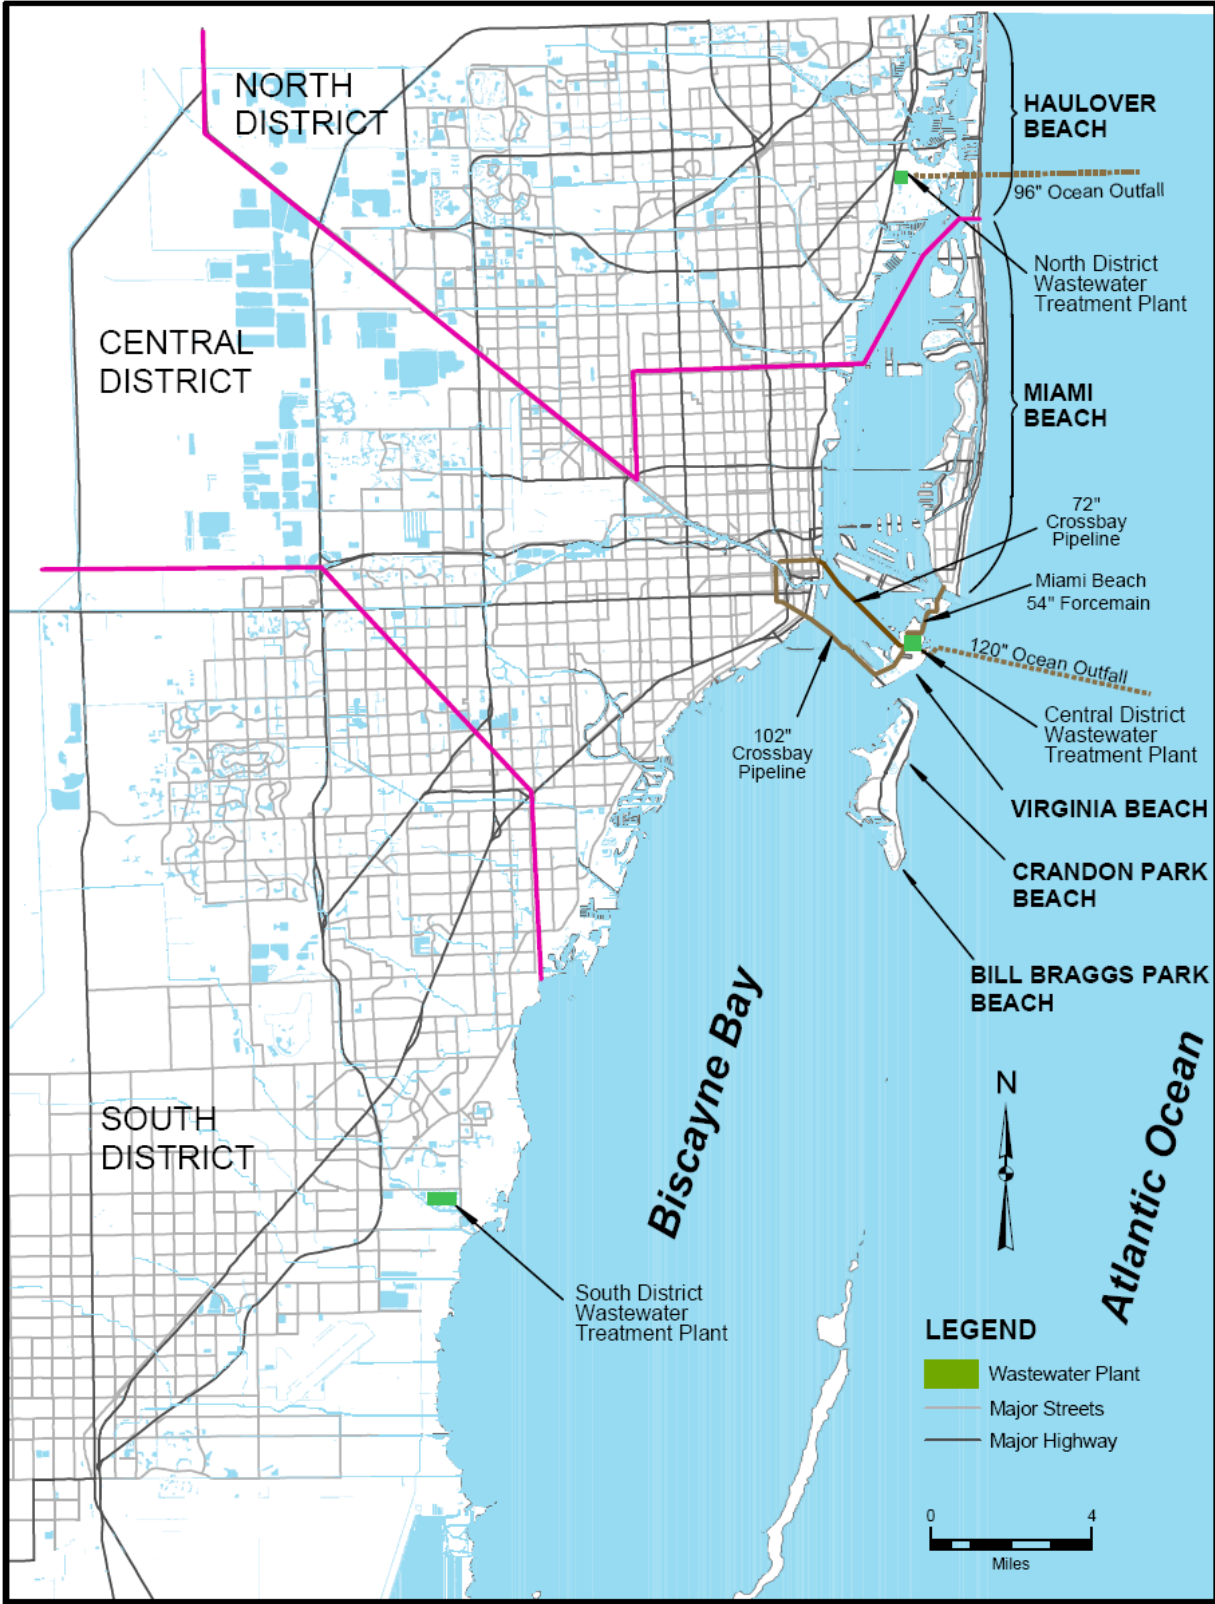 NORTH
DISTRICT
HAULOVER
BEACH
96" Ocean Outfall
North District
Wastewater
Treatment Plant
CENTRAL
DISTRICT
MIAMI
BEACH
72"
Crossbay
Pipeline
Miami Beach
54" Forcemain
120" Ocean Outfall
Central District
Wastewater
Treatment Plant
102"
Crossbay
Pipeline
VIRGINIA BEACH
CRANDON PARK
BEACH
BILL BRAGGS PARK
BEACH
Biscayne Bay
Atlantic Ocean
N
SOUTH
DISTRICT
South District
Wastewater
Treatment Plant
LEGEND
Wastewater Plant
Major Streets
Major Highway
0 4
Miles